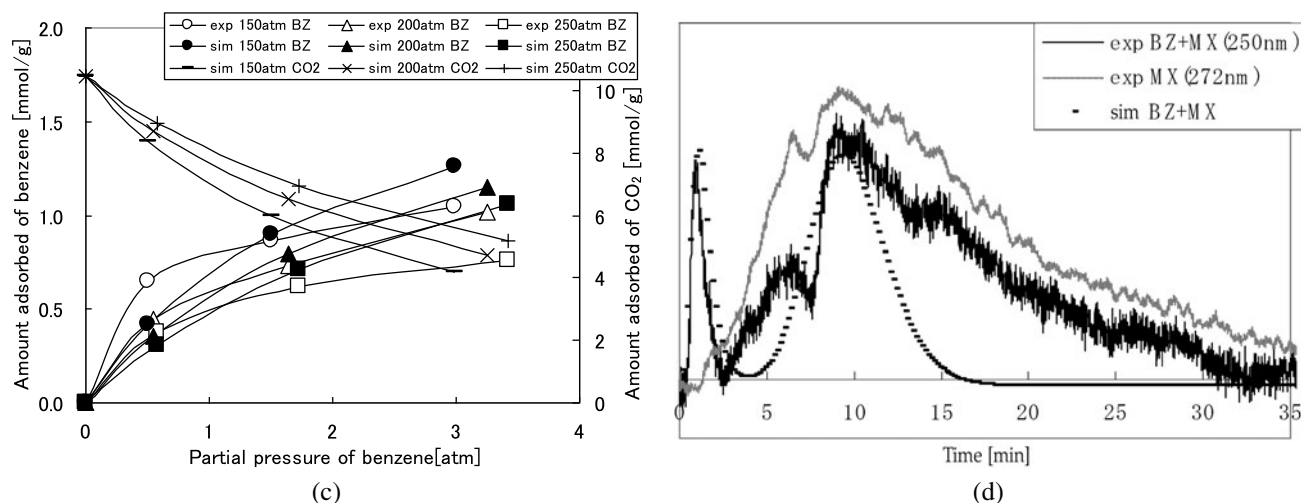 2.0
1.5
1.0
0.5
0.0
Amount adsorbed of benzene [mmol/g]
exp 150atm BZ
exp 200atm BZ
exp 250atm BZ
sim 150atm BZ
sim 200atm BZ
sim 250atm BZ
sim 150atm CO2
sim 200atm CO2
sim 250atm CO2
10
8
6
4
2
0
Amount adsorbed of CO₂ [mmol/g]
0 1 2 3 4
Partial pressure of benzene[atm]
(c)
exp BZ+MX(250nm)
exp MX(272nm)
sim BZ+MX
0 5 10 15 20 25 30 35
Time [min]
(d)